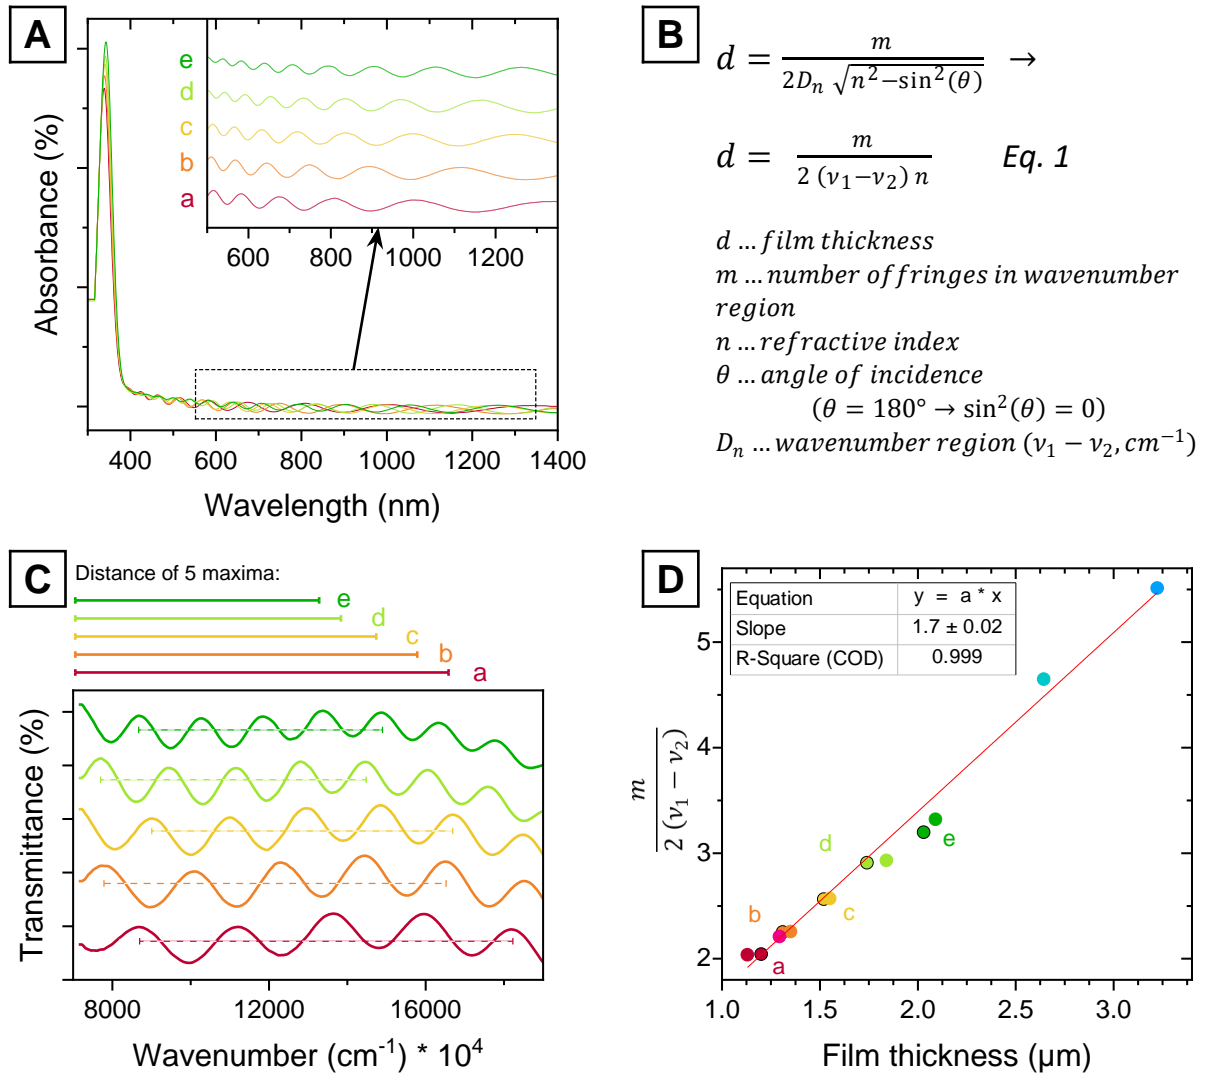 A
Absorbance (%)
e
d
c
b
a
600 800 1000 1200
400 600 800 1000 1200 1400
Wavelength (nm)
B
d = m / 2D_n √n²−sin²(θ) →
d = m / 2 (ν₁−ν₂) n Eq. 1
d … film thickness
m … number of fringes in wavenumber
region
n … refractive index
θ … angle of incidence
(θ = 180° → sin²(θ) = 0)
D_n … wavenumber region (ν₁ − ν₂, cm⁻¹)
C
Distance of 5 maxima:
e
d
c
b
a
Transmittance (%)
8000 12000 16000
Wavenumber (cm⁻¹) * 10⁴
D
Equation y = a * x
Slope 1.7 ± 0.02
R-Square (COD) 0.999
m / 2 (ν₁ − ν₂)
5
4
3
2
d
e
b
c
a
1.0 1.5 2.0 2.5 3.0
Film thickness (µm)